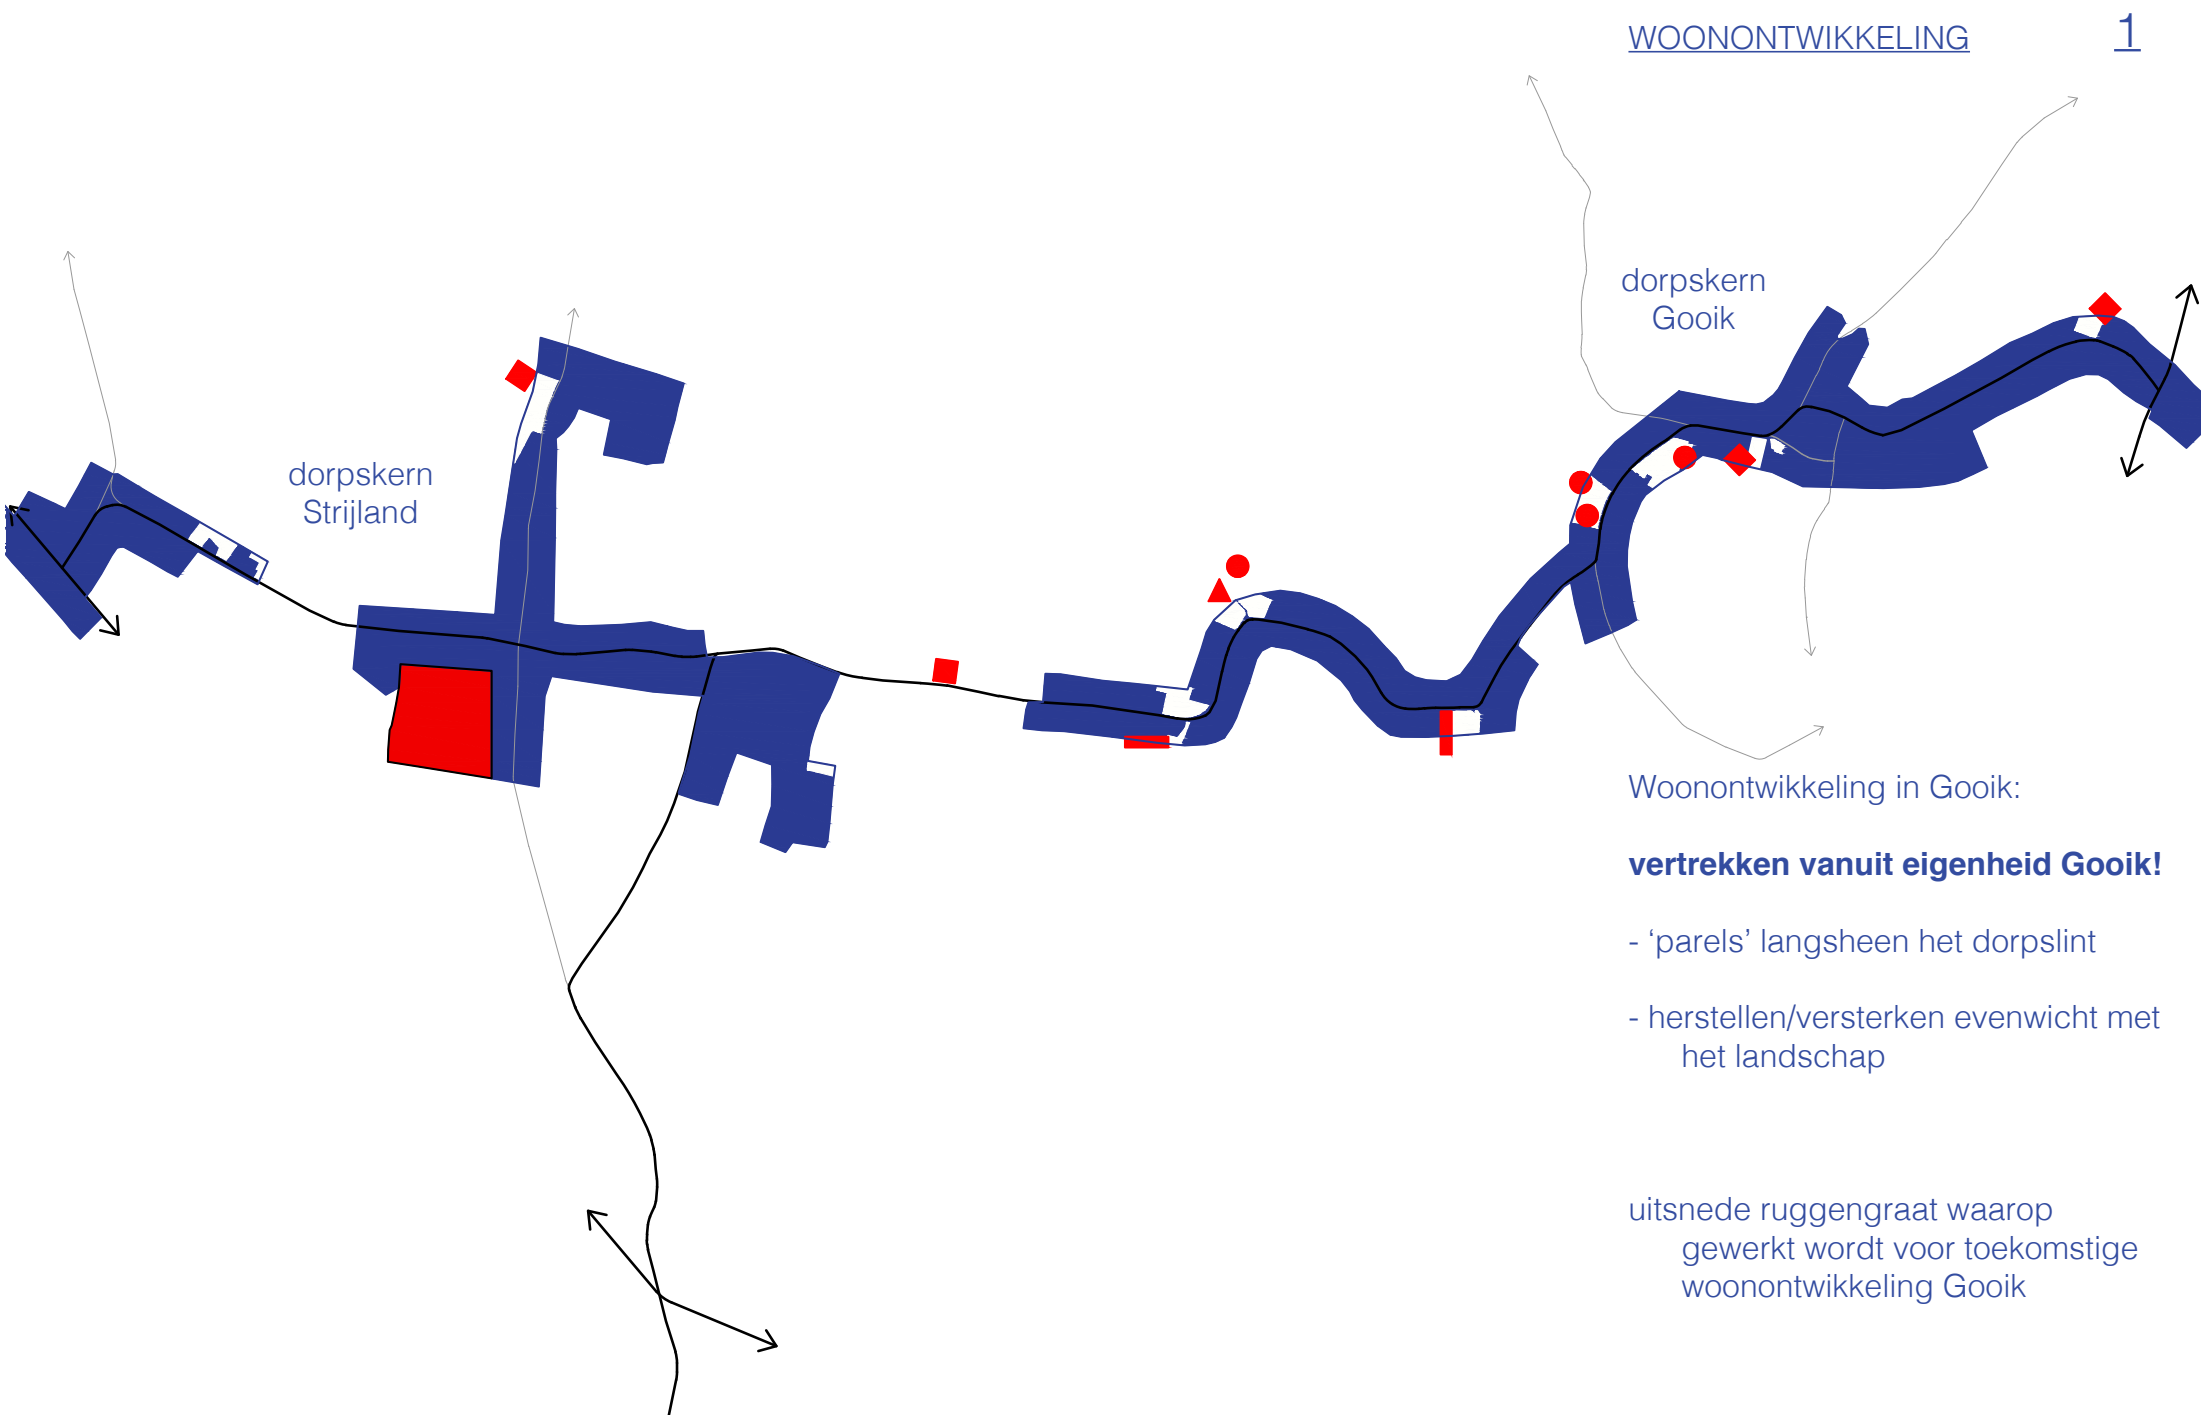 WOONONTWIKKELING
1
dorpskern
Gooik
dorpskern
Strijland
Woonontwikkeling in Gooik:
vertrekken vanuit eigenheid Gooik!
- ‘parels’ langsheen het dorpslint
- herstellen/versterken evenwicht met
het landschap
uitsnede ruggengraat waarop
gewerkt wordt voor toekomstige
woonontwikkeling Gooik